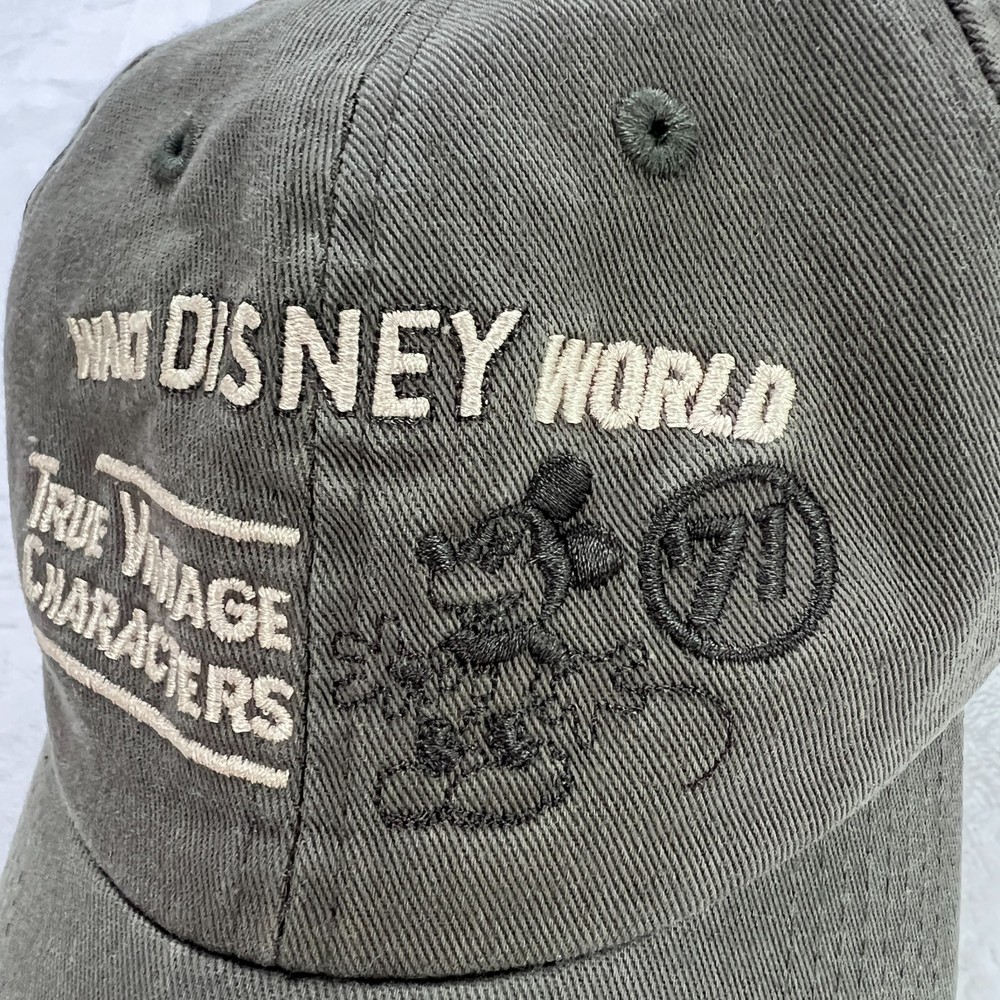 WALT DISNEY WORLD
TRUE VINTAGE
CHARACTERS
'71